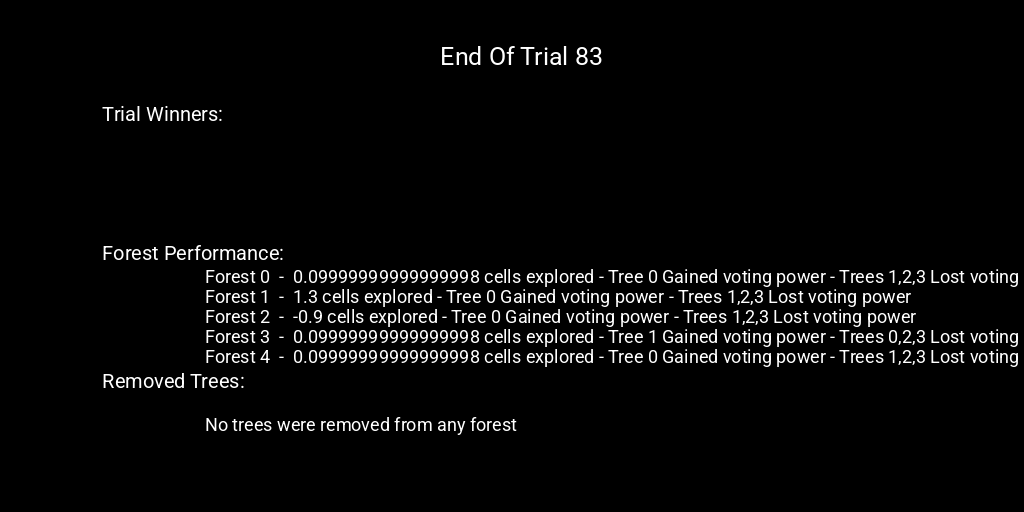 End Of Trial 83
Trial Winners:
Forest Performance:
Forest 0 - 0.09999999999999998 cells explored - Tree 0 Gained voting power - Trees 1,2,3 Lost voting
Forest 1 - 1.3 cells explored - Tree 0 Gained voting power - Trees 1,2,3 Lost voting power
Forest 2 - -0.9 cells explored - Tree 0 Gained voting power - Trees 1,2,3 Lost voting power
Forest 3 - 0.09999999999999998 cells explored - Tree 1 Gained voting power - Trees 0,2,3 Lost voting
Forest 4 - 0.09999999999999998 cells explored - Tree 0 Gained voting power - Trees 1,2,3 Lost voting
Removed Trees:
No trees were removed from any forest